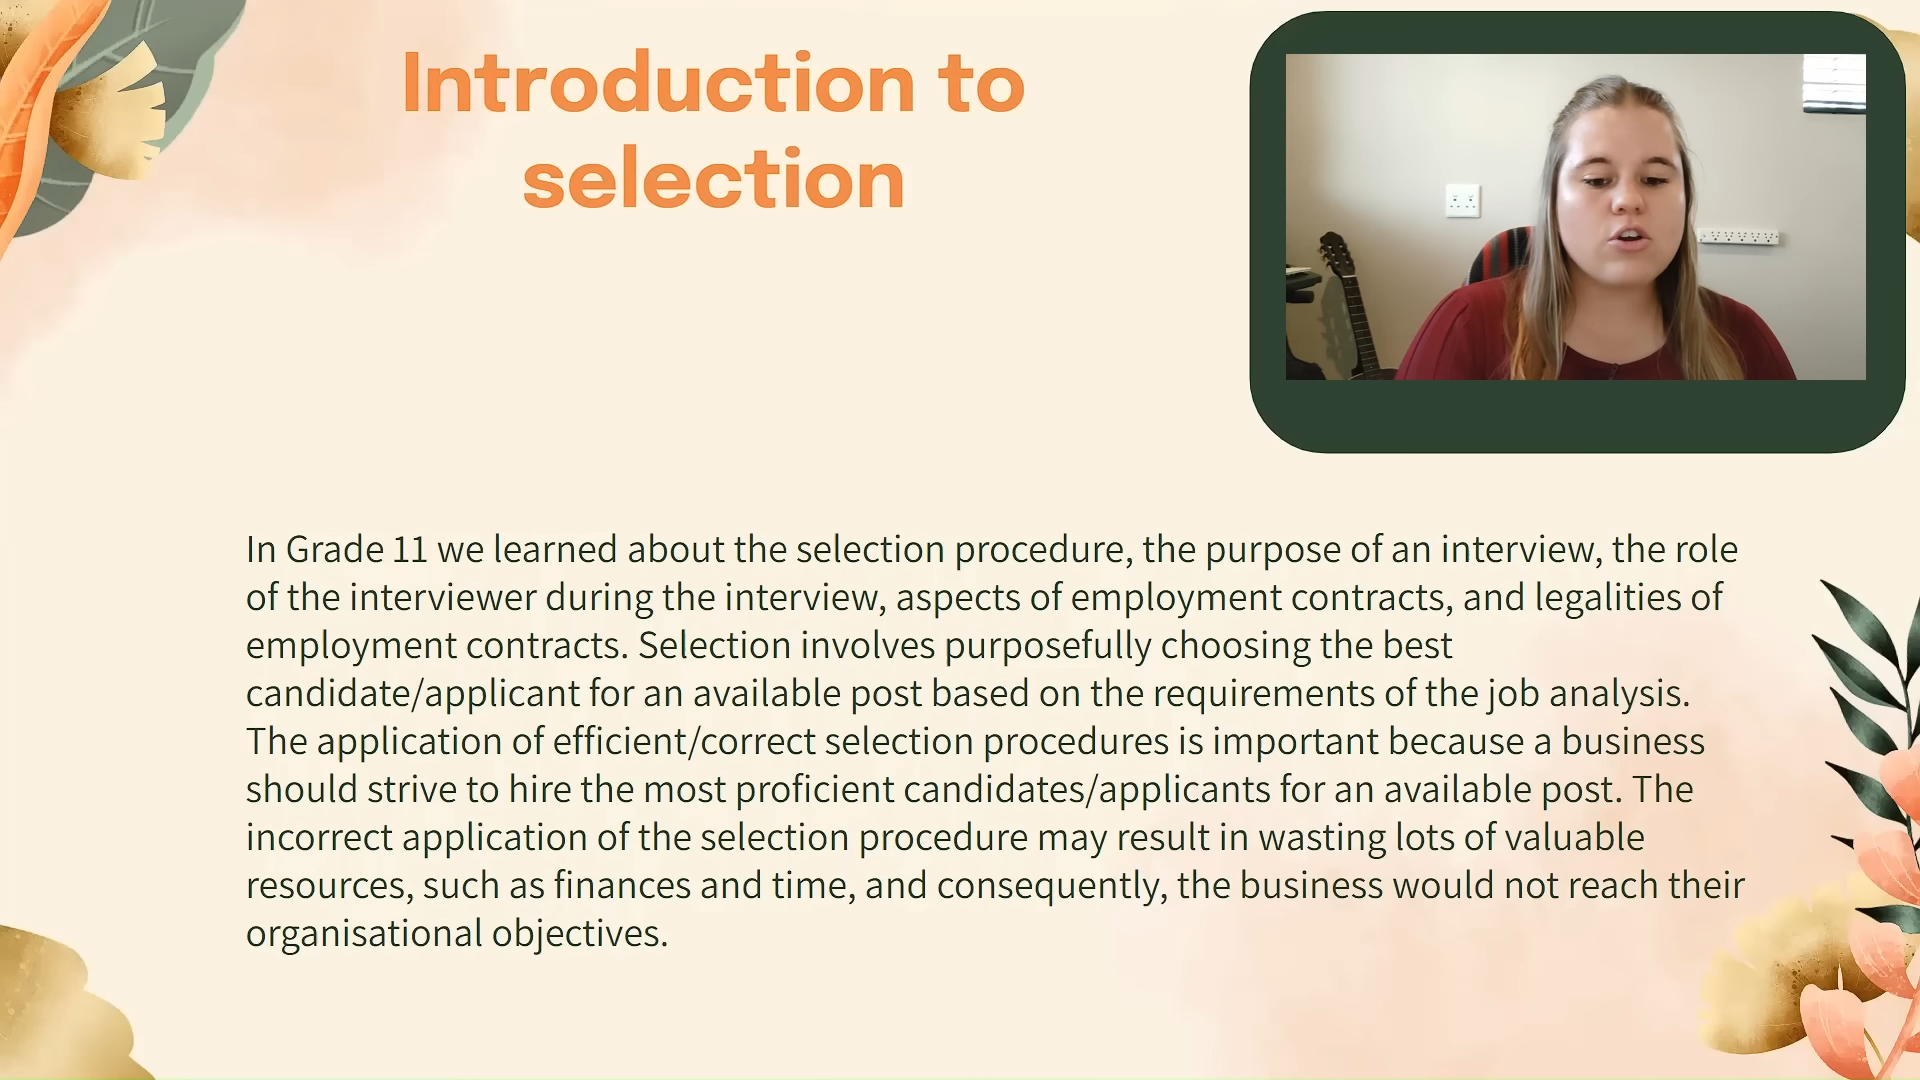 Introduction to
selection
In Grade 11 we learned about the selection procedure, the purpose of an interview, the role
of the interviewer during the interview, aspects of employment contracts, and legalities of
employment contracts. Selection involves purposefully choosing the best
candidate/applicant for an available post based on the requirements of the job analysis.
The application of efficient/correct selection procedures is important because a business
should strive to hire the most proficient candidates/applicants for an available post. The
incorrect application of the selection procedure may result in wasting lots of valuable
resources, such as finances and time, and consequently, the business would not reach their
organisational objectives.